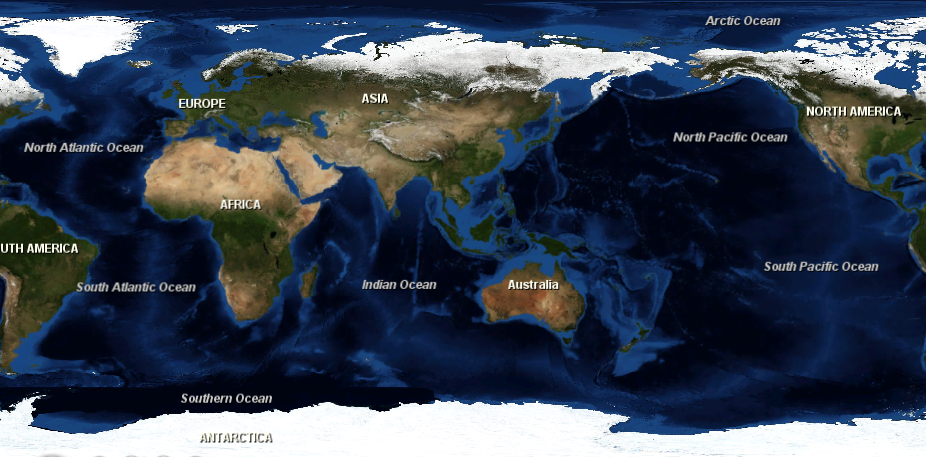 Arctic Ocean
EUROPE
ASIA
NORTH AMERICA
North Atlantic Ocean
North Pacific Ocean
AFRICA
UTH AMERICA
South Atlantic Ocean
Indian Ocean
Australia
South Pacific Ocean
Southern Ocean
ANTARCTICA